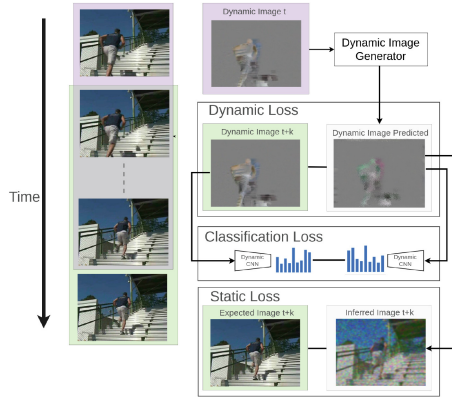 Time
Dynamic Image t
Dynamic Image
Generator
Dynamic Loss
Dynamic Image t+k
Dynamic Image Predicted
Classification Loss
Dynamic
CNN
Dynamic
CNN
Static Loss
Expected Image t+k
Inferred Image t+k